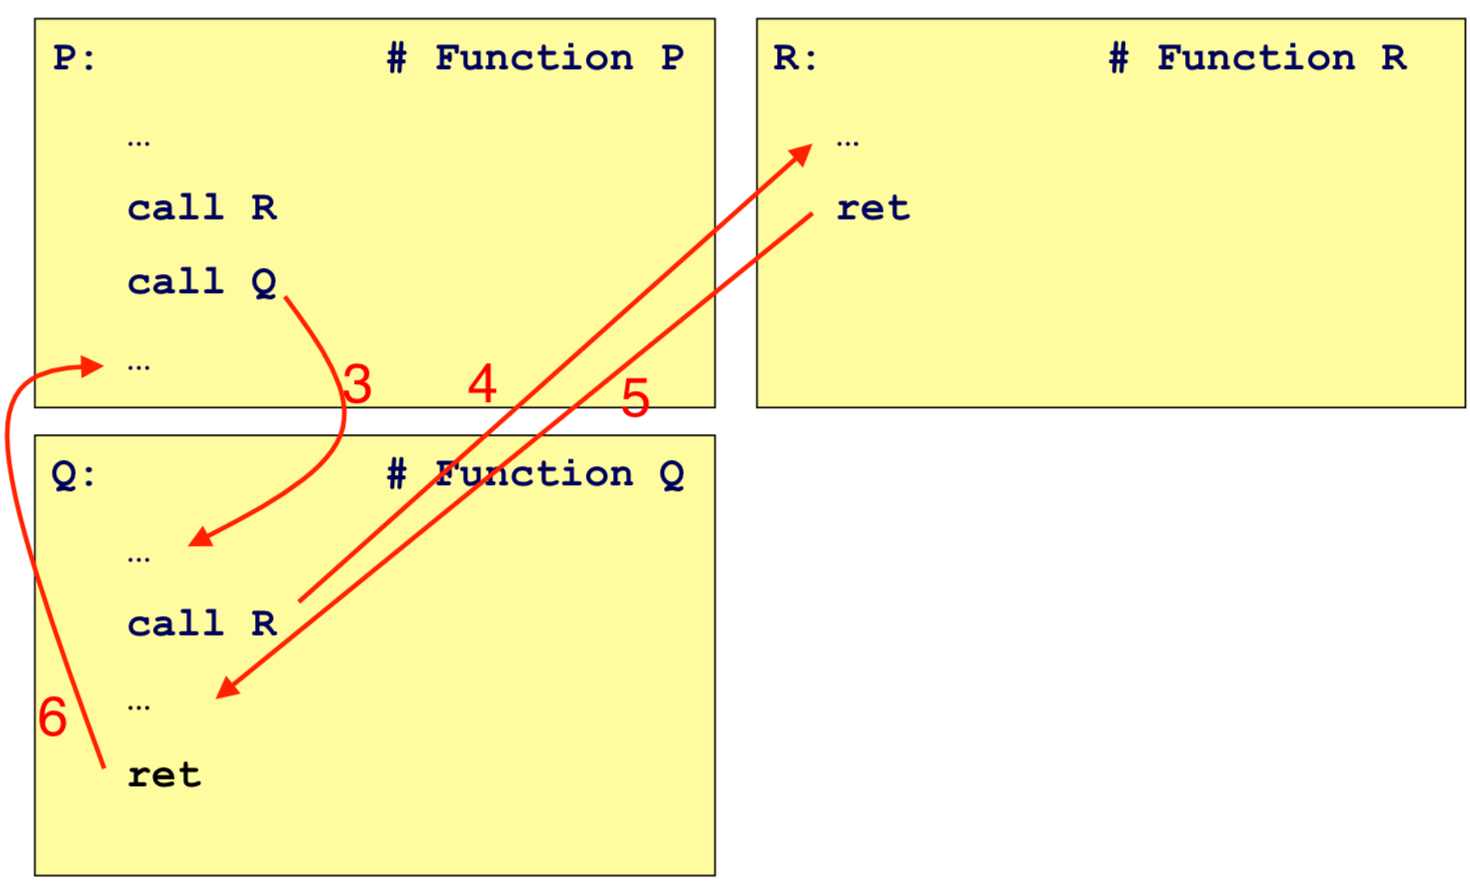 P: # Function P
…
call R
call Q
…
R: # Function R
…
ret
3
4
5
Q: # Function Q
…
call R
…
ret
6